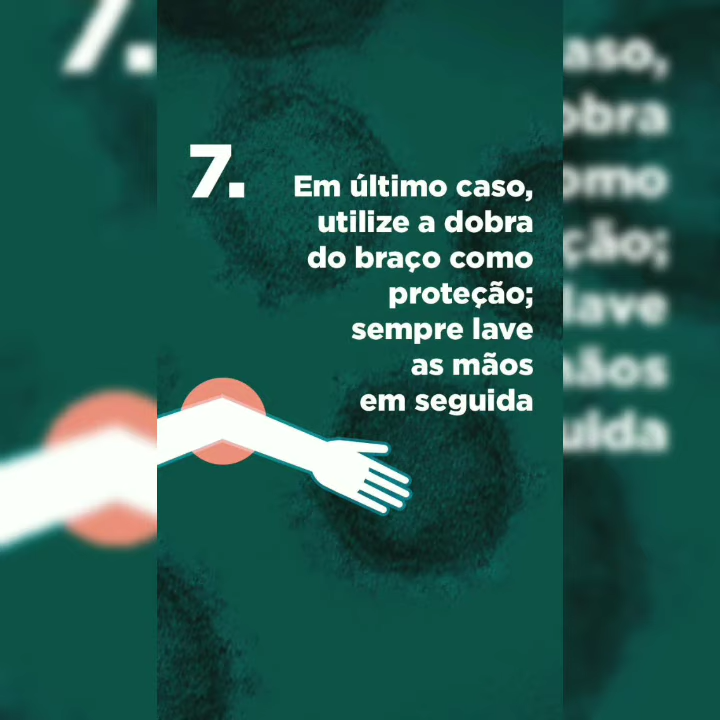 7.
Em último caso,
utilize a dobra
do braço como
proteção;
sempre lave
as mãos
em seguida